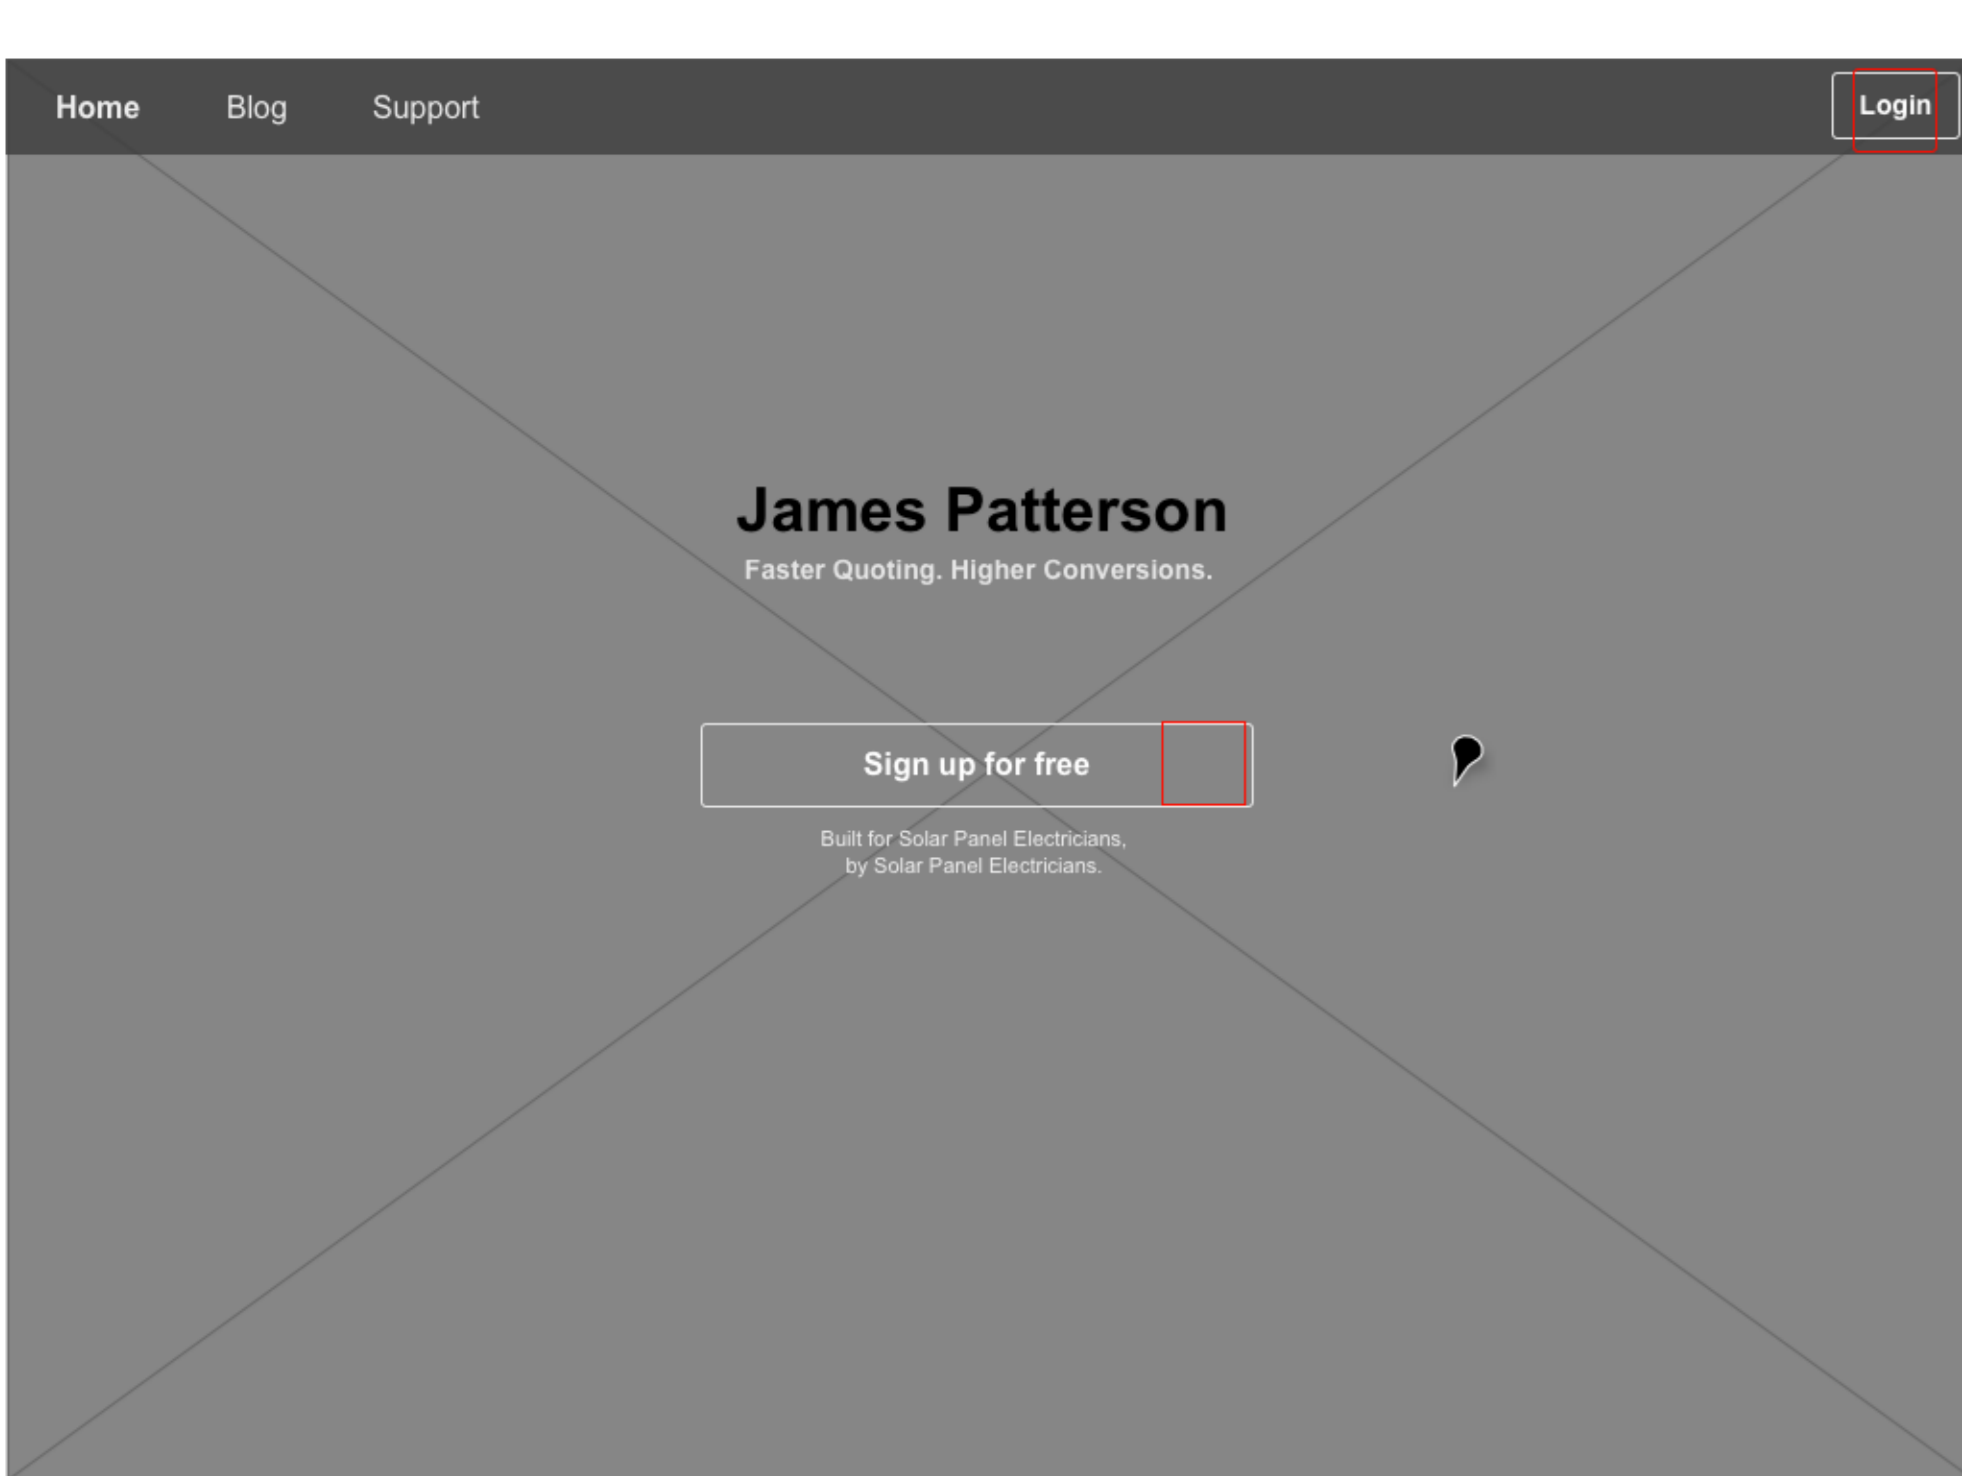 Home Blog Support Login
James Patterson
Faster Quoting. Higher Conversions.
Sign up for free
Built for Solar Panel Electricians,
by Solar Panel Electricians.